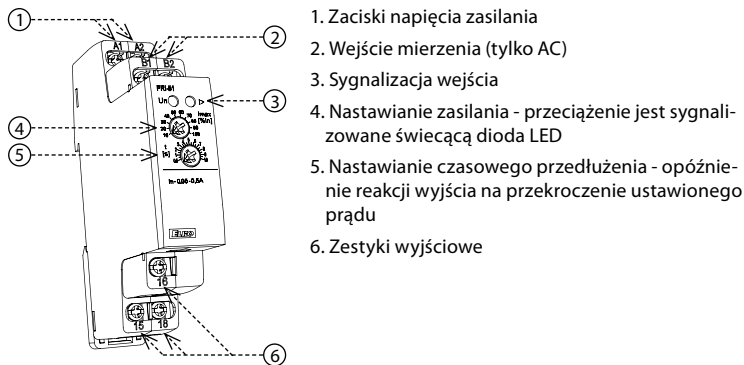 1
2
A1 A2
B1 B2
PRI-51
Un
3
Imax
[%In]
4
5
t
[s]
In - 0,05 - 0,5A
16
15 18
6
1. Zaciski napięcia zasilania
2. Wejście mierzenia (tylko AC)
3. Sygnalizacja wejścia
4. Nastawianie zasilania - przeciążenie jest sygnali-
zowane świecącą dioda LED
5. Nastawianie czasowego przedłużenia - opóźnie-
nie reakcji wyjścia na przekroczenie ustawionego
prądu
6. Zestyki wyjściowe